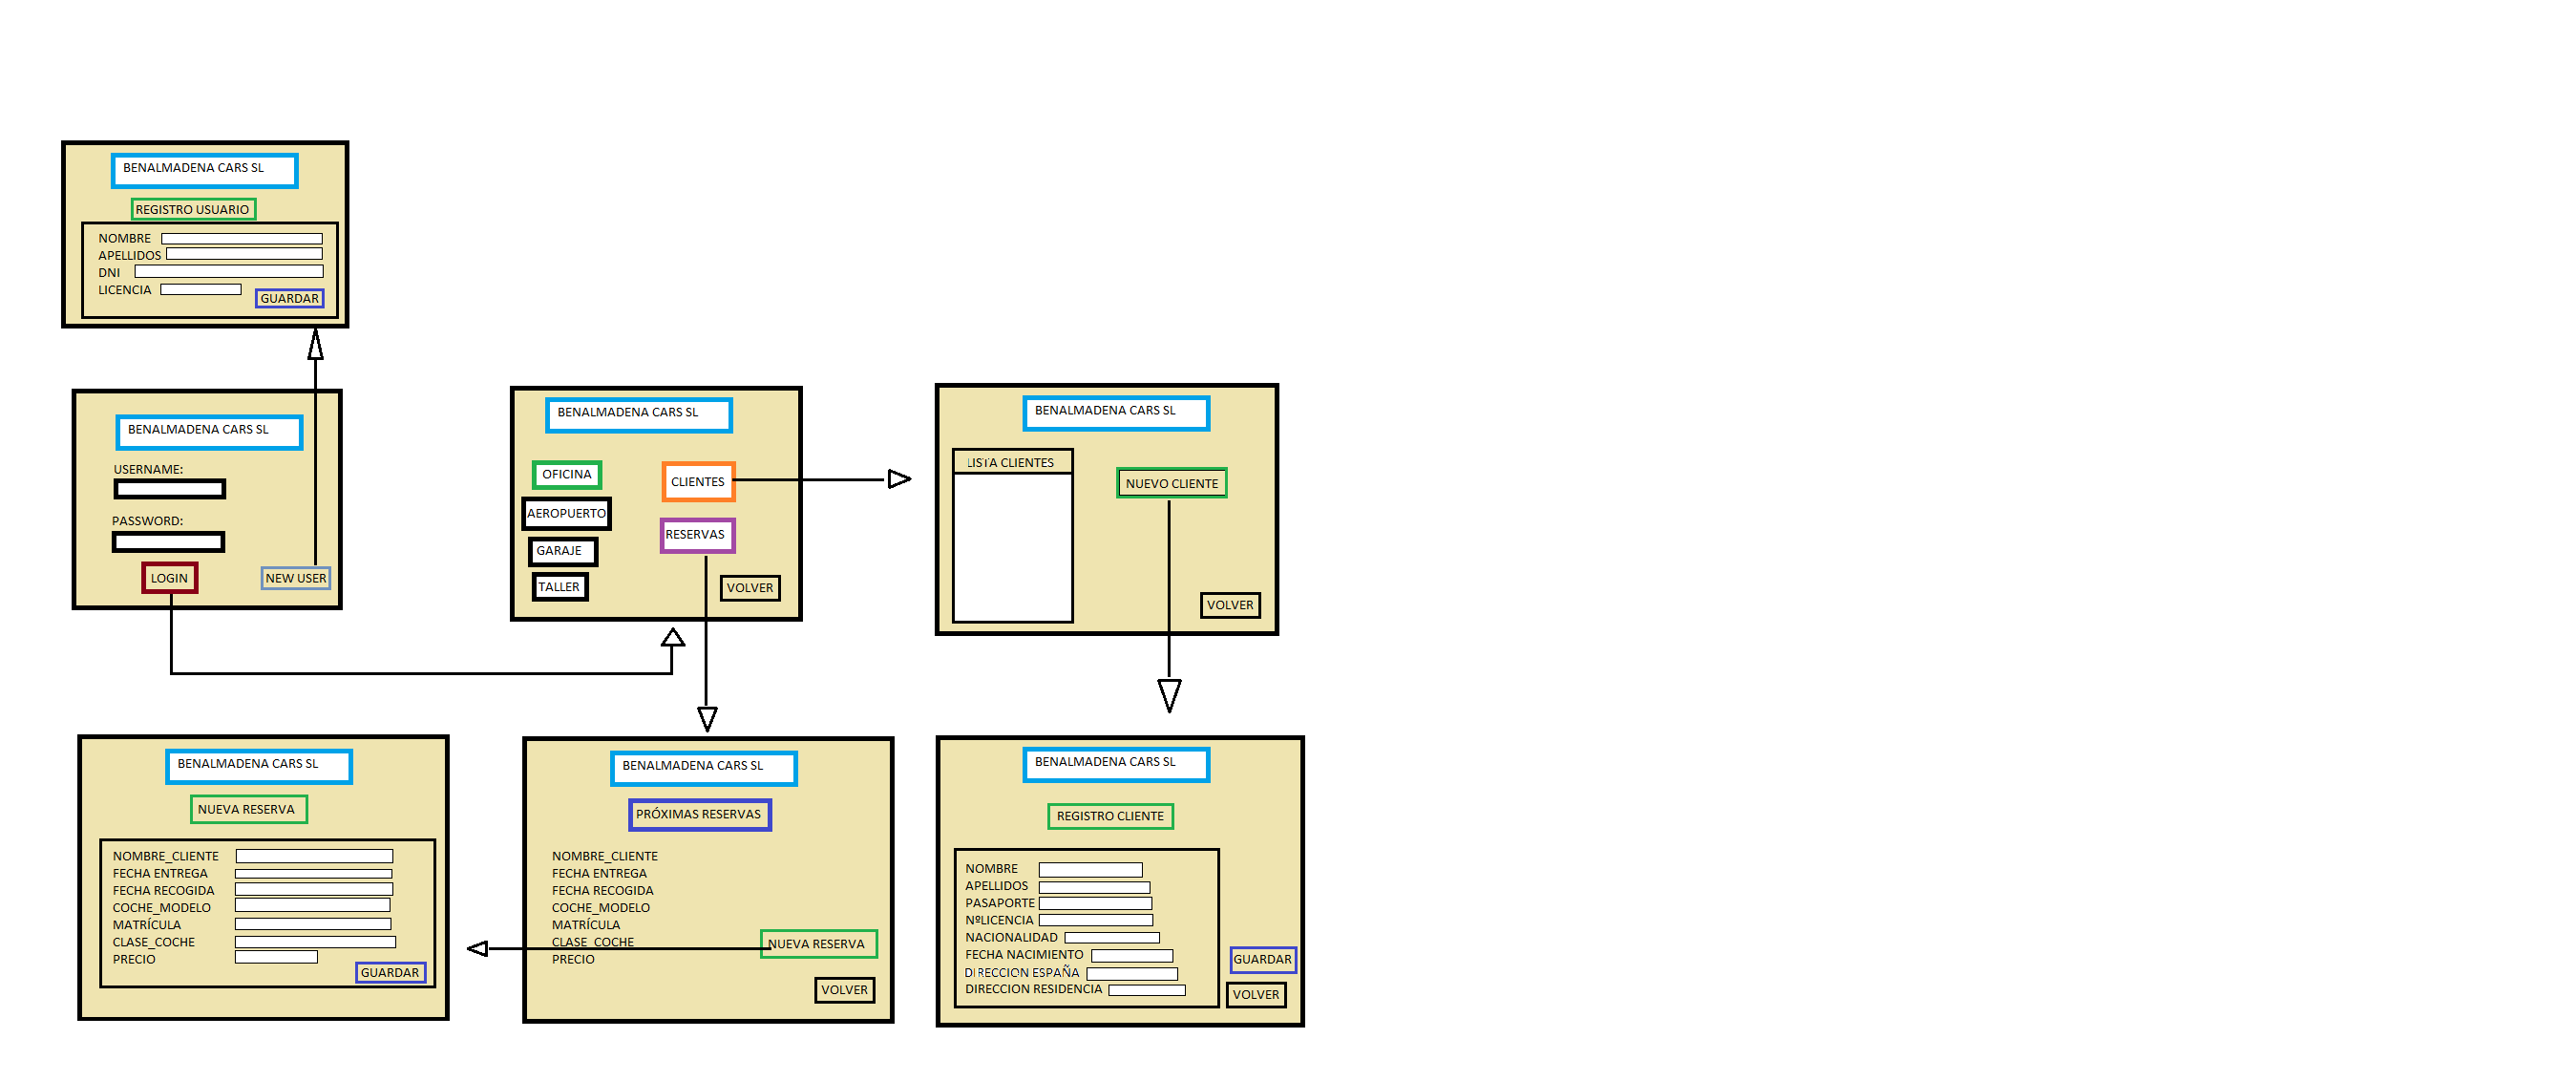 BENALMADENA CARS SL
REGISTRO USUARIO
NOMBRE
APELLIDOS
DNI
LICENCIA
GUARDAR
BENALMADENA CARS SL
USERNAME:
PASSWORD:
LOGIN
NEW USER
BENALMADENA CARS SL
OFICINA
AEROPUERTO
GARAJE
TALLER
CLIENTES
RESERVAS
VOLVER
BENALMADENA CARS SL
LISTA CLIENTES
NUEVO CLIENTE
VOLVER
BENALMADENA CARS SL
NUEVA RESERVA
NOMBRE_CLIENTE
FECHA ENTREGA
FECHA RECOGIDA
COCHE_MODELO
MATRÍCULA
CLASE_COCHE
PRECIO
GUARDAR
BENALMADENA CARS SL
PRÓXIMAS RESERVAS
NOMBRE_CLIENTE
FECHA ENTREGA
FECHA RECOGIDA
COCHE_MODELO
MATRÍCULA
CLASE_COCHE
PRECIO
NUEVA RESERVA
VOLVER
BENALMADENA CARS SL
REGISTRO CLIENTE
NOMBRE
APELLIDOS
PASAPORTE
NºLICENCIA
NACIONALIDAD
FECHA NACIMIENTO
DIRECCION ESPAÑA
DIRECCION RESIDENCIA
GUARDAR
VOLVER